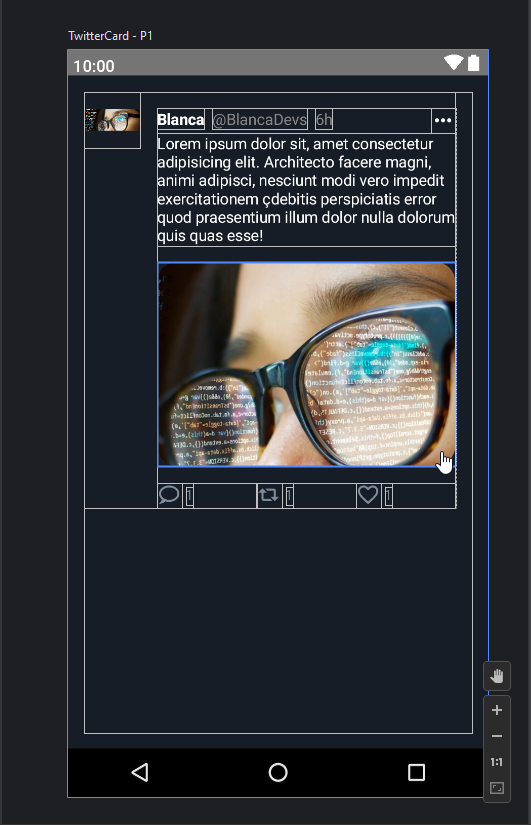 TwitterCard - P1
10:00
Blanca @BlancaDevs 6h
Lorem ipsum dolor sit, amet consectetur
adipisicing elit. Architecto facere magni,
animi adipisci, nesciunt modi vero impedit
exercitationem çdebitis perspiciatis error
quod praesentium illum dolor nulla dolorum
quis quas esse!
1 1 1
1:1